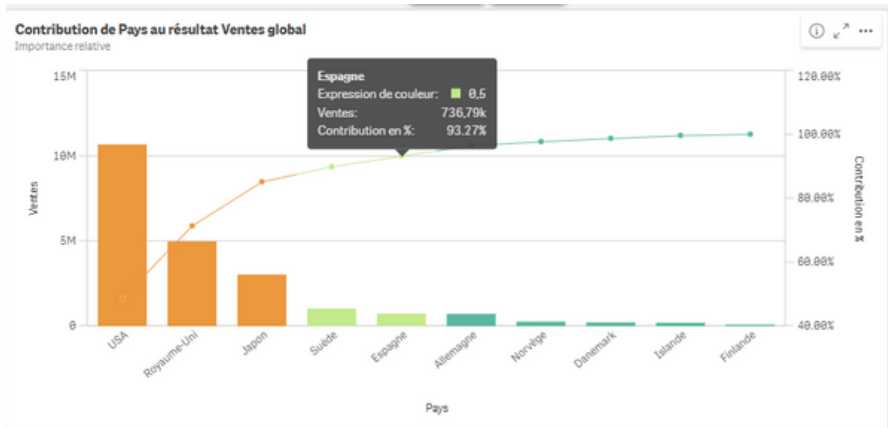 Contribution de Pays au résultat Ventes global
Importance relative
Espagne
Expression de couleur: 0,5
Ventes: 736,79k
Contribution en %: 93.27%
15M
10M
5M
0
Ventes
120.00%
100.00%
80.00%
60.00%
40.00%
Contribution en %
USA
Royaume-Uni
Japon
Suède
Espagne
Allemagne
Norvège
Danemark
Islande
Finlande
Pays